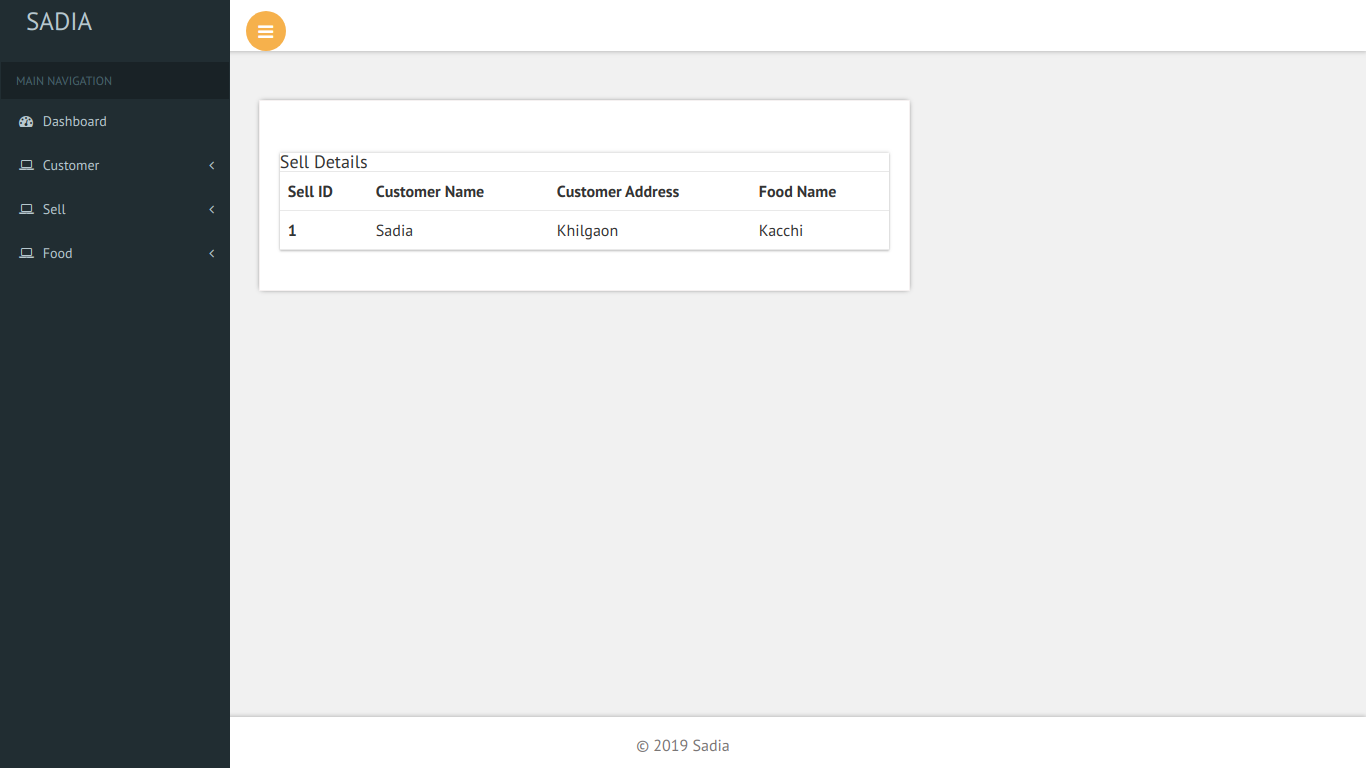 SADIA
MAIN NAVIGATION
Dashboard
Customer
Sell
Food
Sell Details
Sell ID Customer Name Customer Address Food Name
1 Sadia Khilgaon Kacchi
© 2019 Sadia